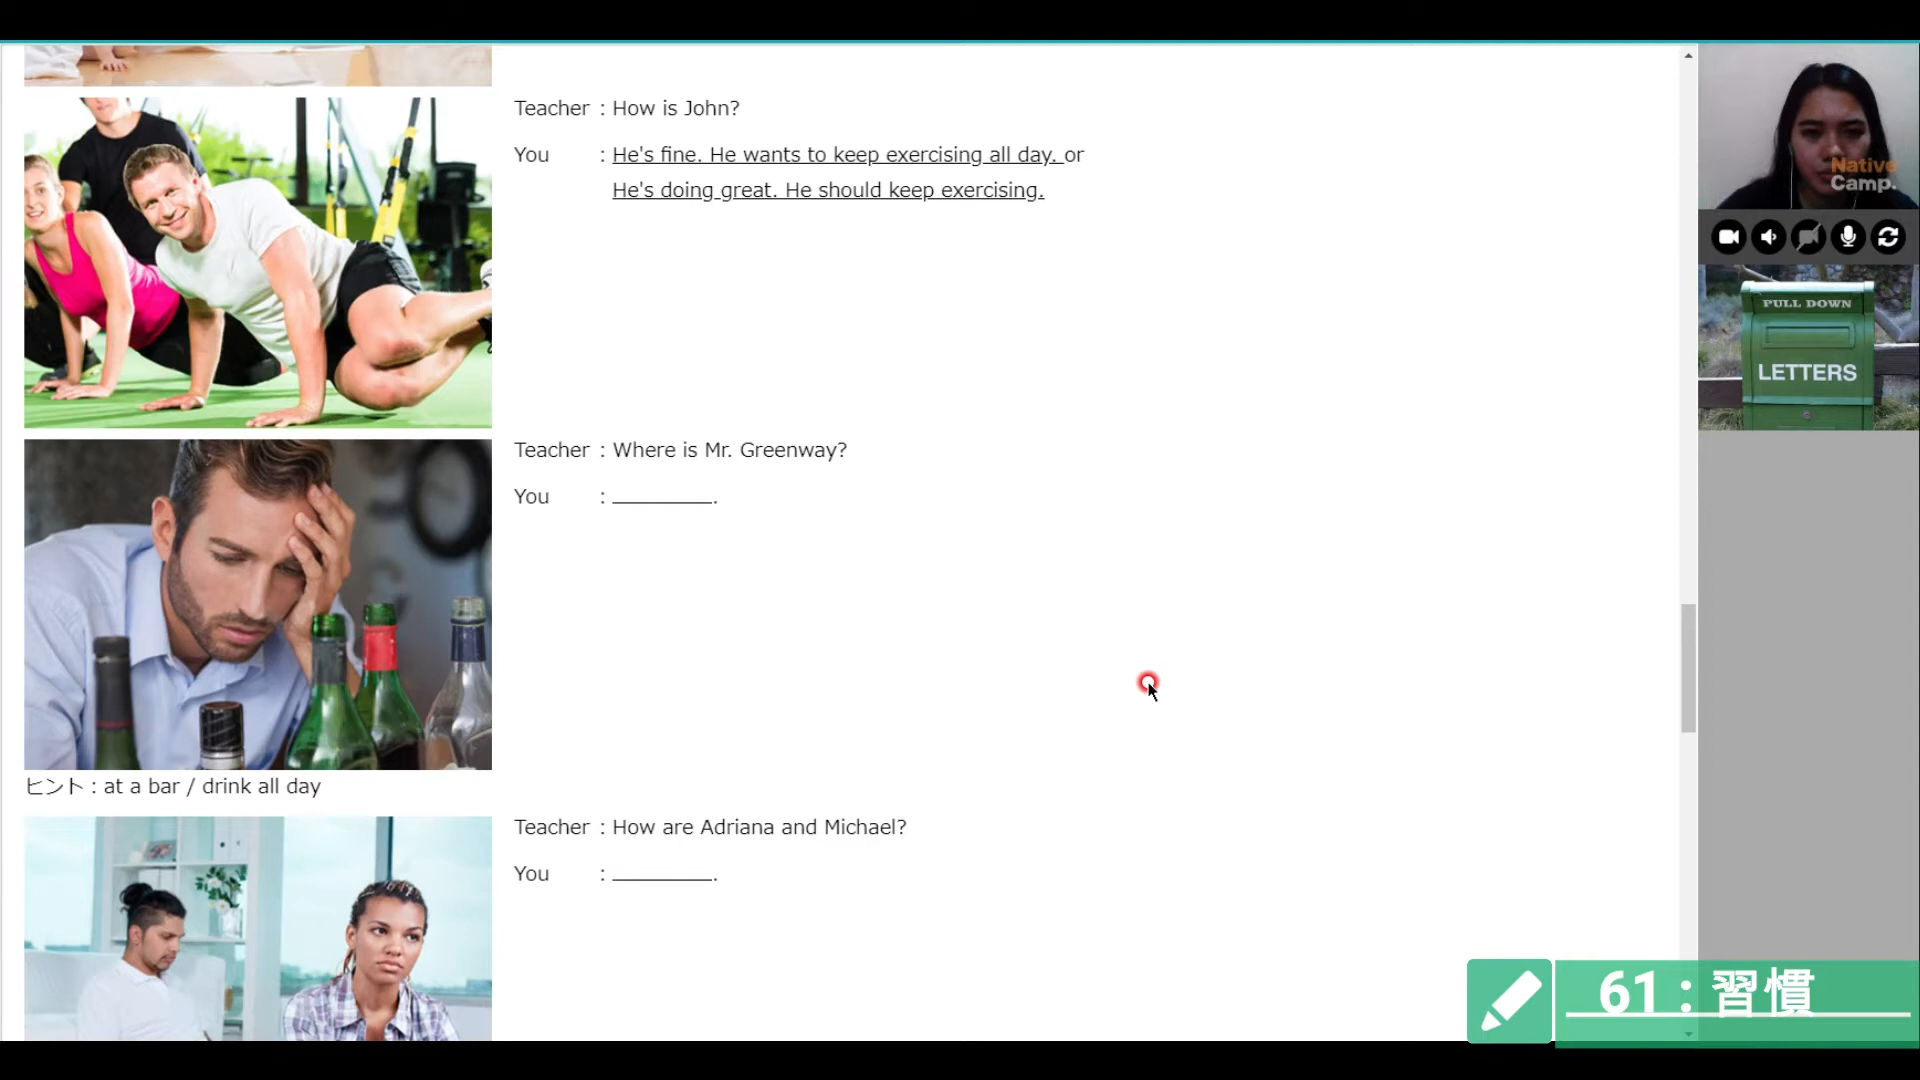 Teacher : How is John?
You : He's fine. He wants to keep exercising all day. or
He's doing great. He should keep exercising.
Native
Camp.
PULL DOWN
LETTERS
Teacher : Where is Mr. Greenway?
You : _________.
ヒント : at a bar / drink all day
Teacher : How are Adriana and Michael?
You : _________.
61 : 習慣